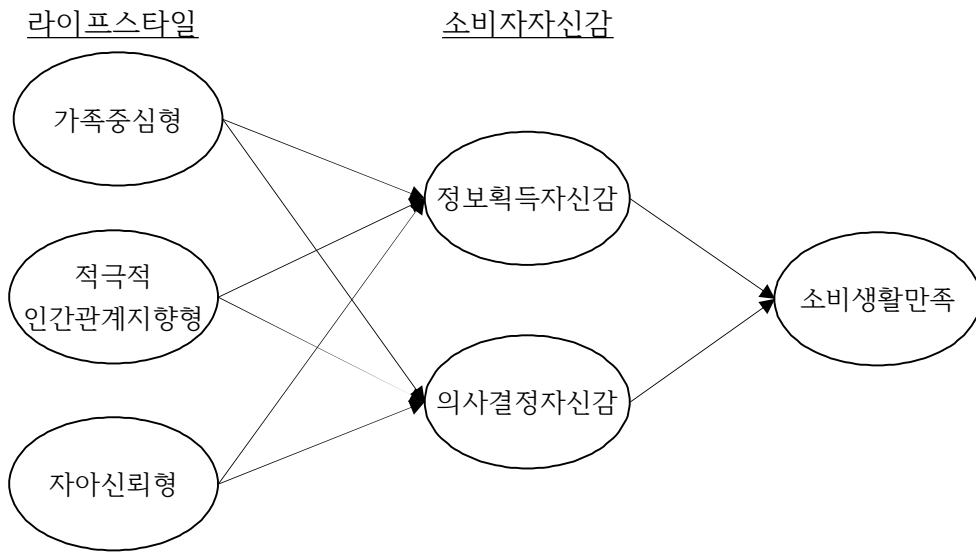 라이프스타일
소비자자신감
가족중심형
정보획득자신감
적극적
인간관계지향형
소비생활만족
의사결정자신감
자아신뢰형